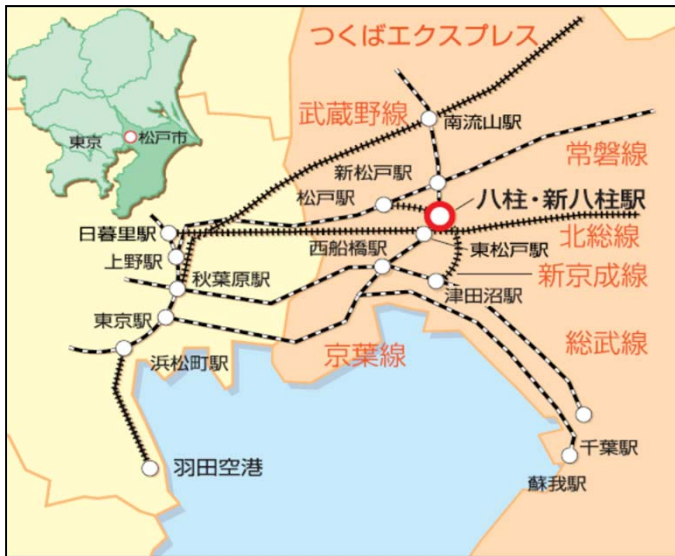 つくばエクスプレス
武蔵野線
南流山駅
東京
松戸市
常磐線
新松戸駅
松戸駅
八柱・新八柱駅
日暮里駅
北総線
西船橋駅
東松戸駅
上野駅
新京成線
秋葉原駅
津田沼駅
東京駅
総武線
京葉線
浜松町駅
千葉駅
羽田空港
蘇我駅